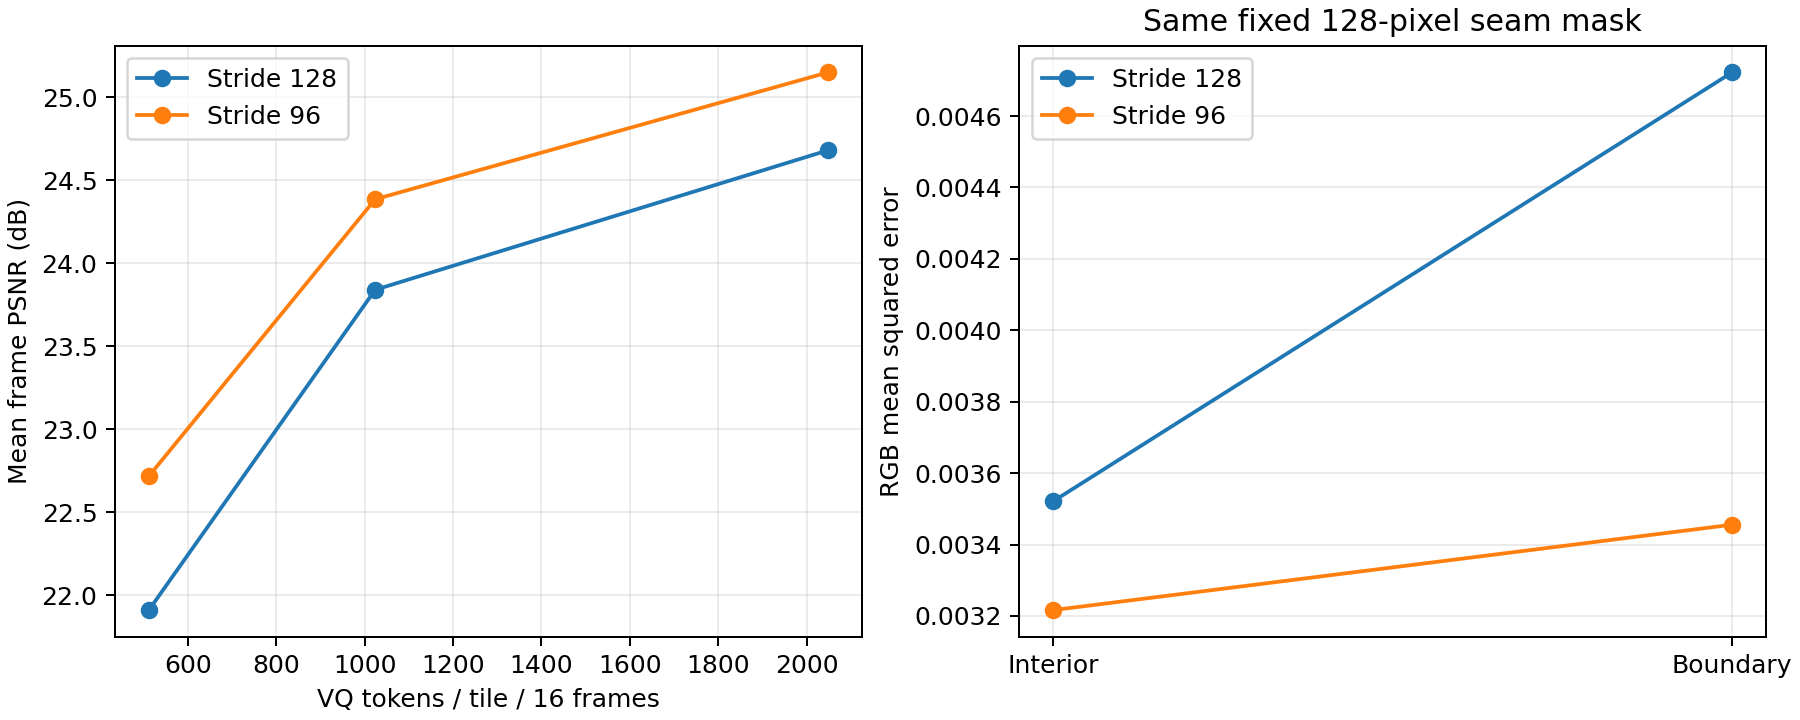 Stride 128
Stride 96
25.0
24.5
24.0
23.5
23.0
22.5
22.0
Mean frame PSNR (dB)
600 800 1000 1200 1400 1600 1800 2000
VQ tokens / tile / 16 frames
Same fixed 128-pixel seam mask
Stride 128
Stride 96
0.0046
0.0044
0.0042
0.0040
0.0038
0.0036
0.0034
0.0032
RGB mean squared error
Interior Boundary